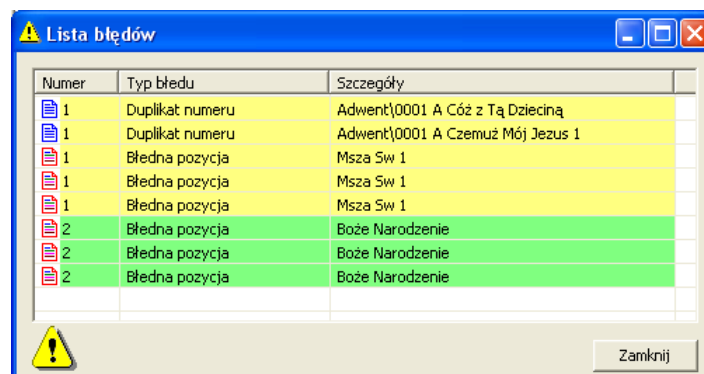 Lista błędów
Numer Typ błedu Szczegóły
1 Duplikat numeru Adwent\0001 A Cóż z Tą Dzieciną
1 Duplikat numeru Adwent\0001 A Czemuż Mój Jezus 1
1 Błedna pozycja Msza Sw 1
1 Błedna pozycja Msza Sw 1
1 Błedna pozycja Msza Sw 1
2 Błedna pozycja Boże Narodzenie
2 Błedna pozycja Boże Narodzenie
2 Błedna pozycja Boże Narodzenie
Zamknij